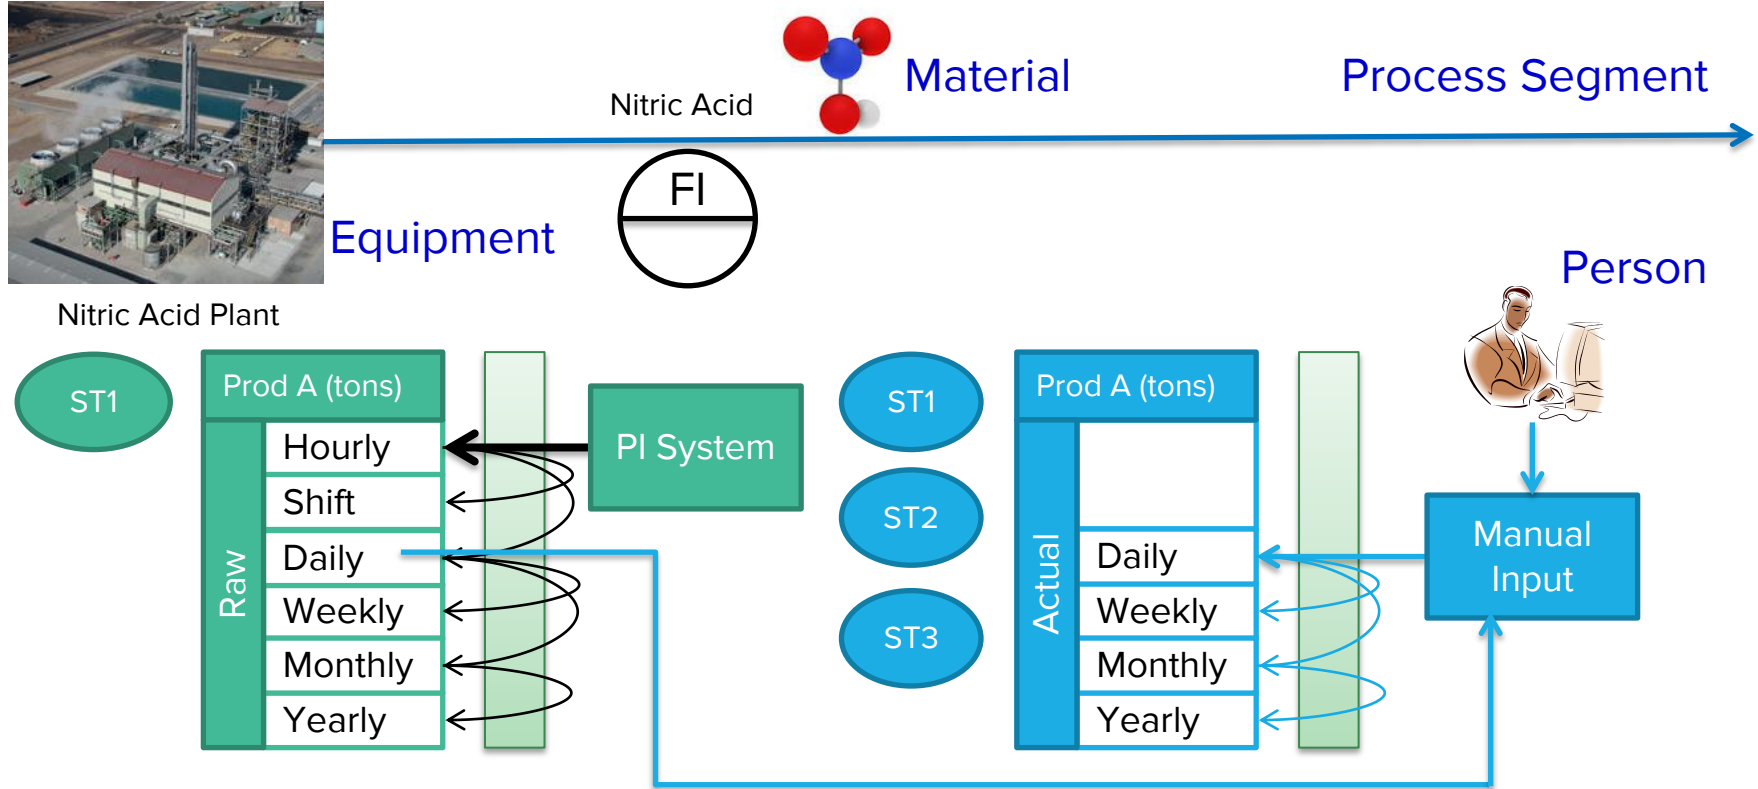 Material
Process Segment
Nitric Acid
FI
Equipment
Person
Nitric Acid Plant
ST1
Prod A (tons)
Raw
Hourly
Shift
Daily
Weekly
Monthly
Yearly
PI System
ST1
ST2
ST3
Prod A (tons)
Actual
Daily
Weekly
Monthly
Yearly
Manual
Input